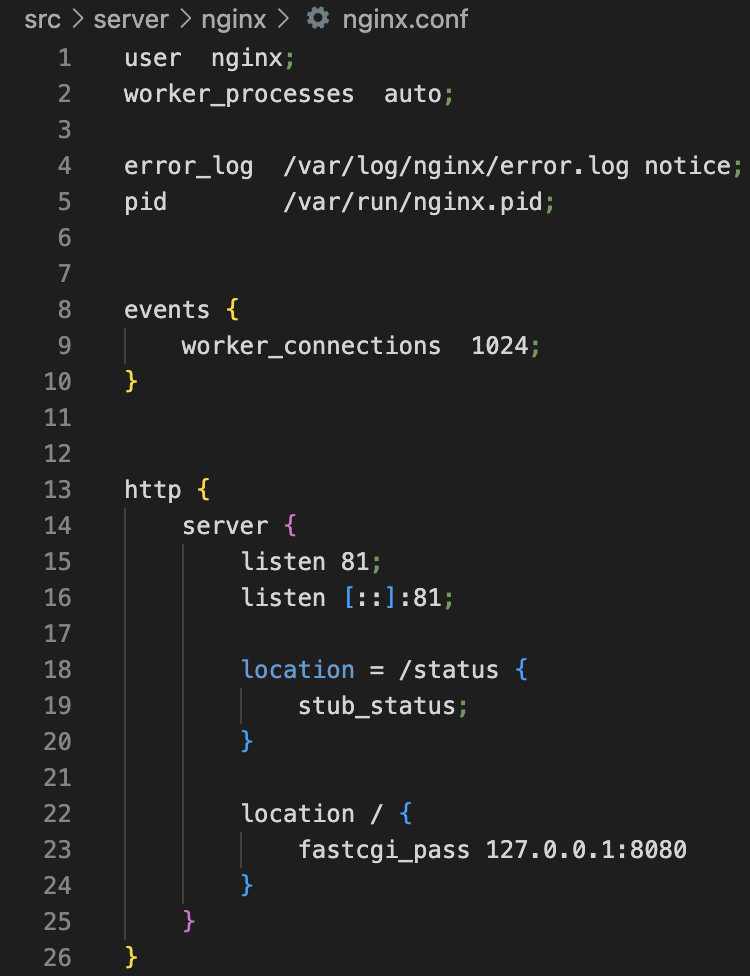 src > server > nginx > nginx.conf
1 user  nginx;
2 worker_processes  auto;
3
4 error_log  /var/log/nginx/error.log notice;
5 pid        /var/run/nginx.pid;
6
7
8 events {
9     worker_connections  1024;
10 }
11
12
13 http {
14     server {
15         listen 81;
16         listen [::]:81;
17
18         location = /status {
19             stub_status;
20         }
21
22         location / {
23             fastcgi_pass 127.0.0.1:8080
24         }
25     }
26 }